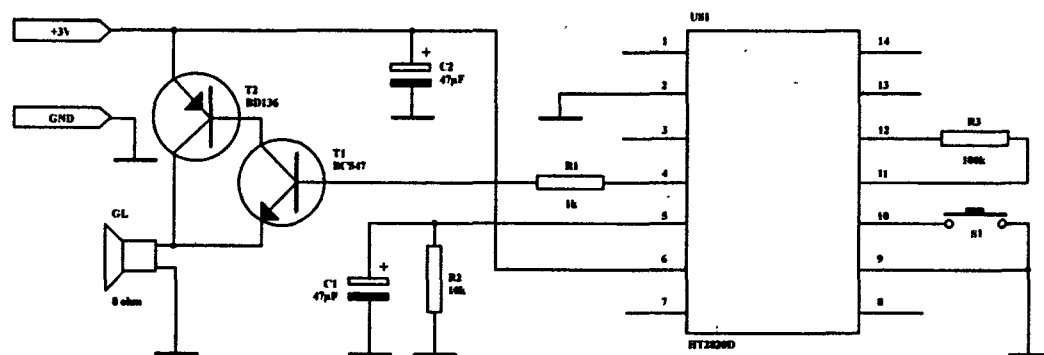 +3V
GND
T2
BD136
T1
BC547
GL
8 ohm
C2
47µF
+
C1
47µF
+
R2
10k
R1
1k
US1
HT2820D
1
2
3
4
5
6
7
14
13
12
11
10
9
8
R3
100k
S1